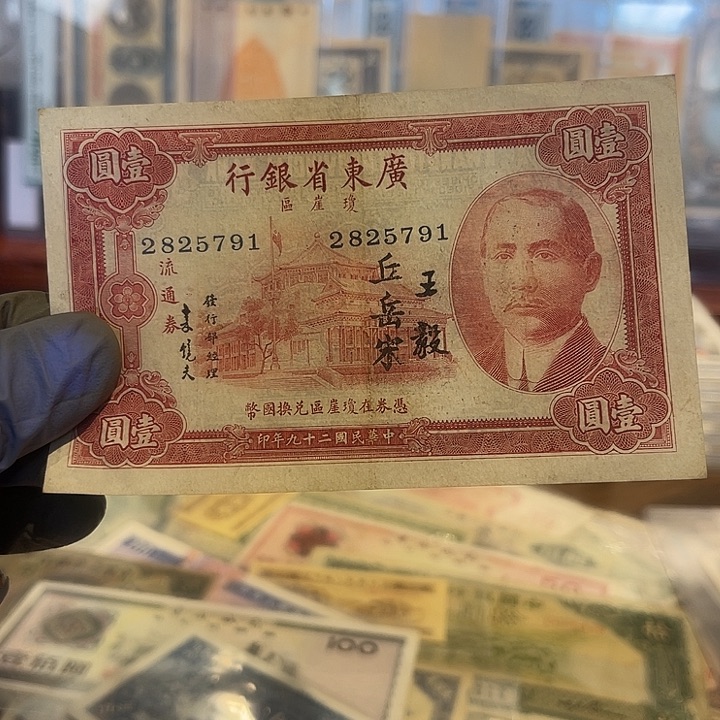 壹圓
壹圓
廣東省銀行
瓊崖區
2825791
2825791
王毅
丘岳宋
發行部經理
流通券
憑券在瓊崖區兌換國幣
壹圓
壹圓
中華民國二十九年印
100